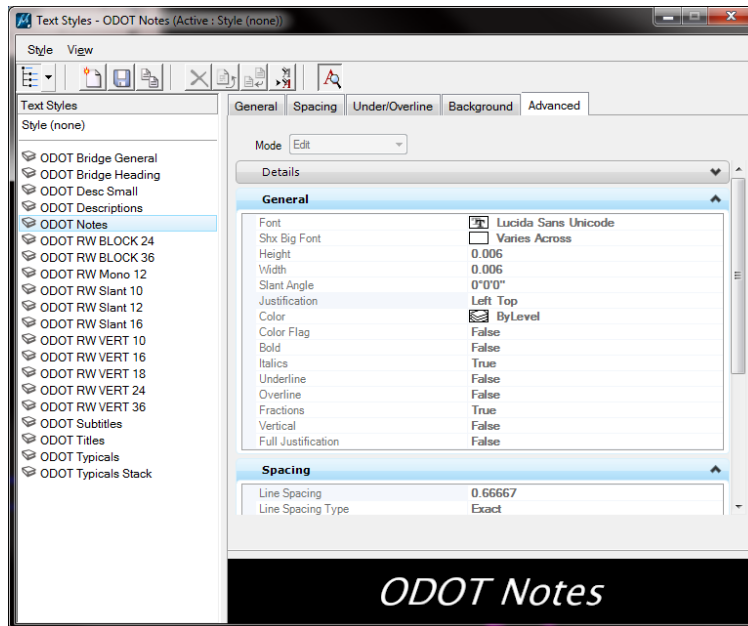 Text Styles - ODOT Notes (Active : Style (none))
Style View
Text Styles
Style (none)
ODOT Bridge General
ODOT Bridge Heading
ODOT Desc Small
ODOT Descriptions
ODOT Notes
ODOT RW BLOCK 24
ODOT RW BLOCK 36
ODOT RW Mono 12
ODOT RW Slant 10
ODOT RW Slant 12
ODOT RW Slant 16
ODOT RW VERT 10
ODOT RW VERT 16
ODOT RW VERT 18
ODOT RW VERT 24
ODOT RW VERT 36
ODOT Subtitles
ODOT Titles
ODOT Typicals
ODOT Typicals Stack
General Spacing Under/Overline Background Advanced
Mode Edit
Details
General
Font Lucida Sans Unicode
Shx Big Font Varies Across
Height 0.006
Width 0.006
Slant Angle 0°0'0"
Justification Left Top
Color ByLevel
Color Flag False
Bold False
Italics True
Underline False
Overline False
Fractions True
Vertical False
Full Justification False
Spacing
Line Spacing 0.66667
Line Spacing Type Exact
ODOT Notes